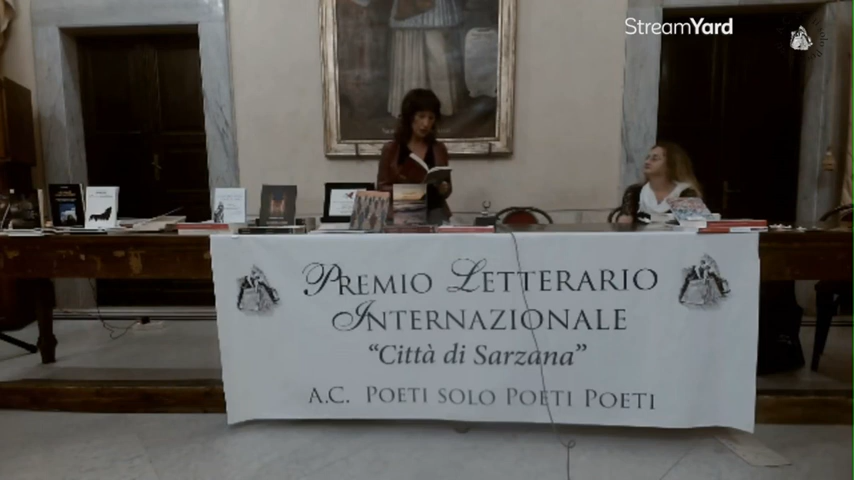 StreamYard
PREMIO LETTERARIO
INTERNAZIONALE
“Città di Sarzana”
A.C. POETI SOLO POETI POETI